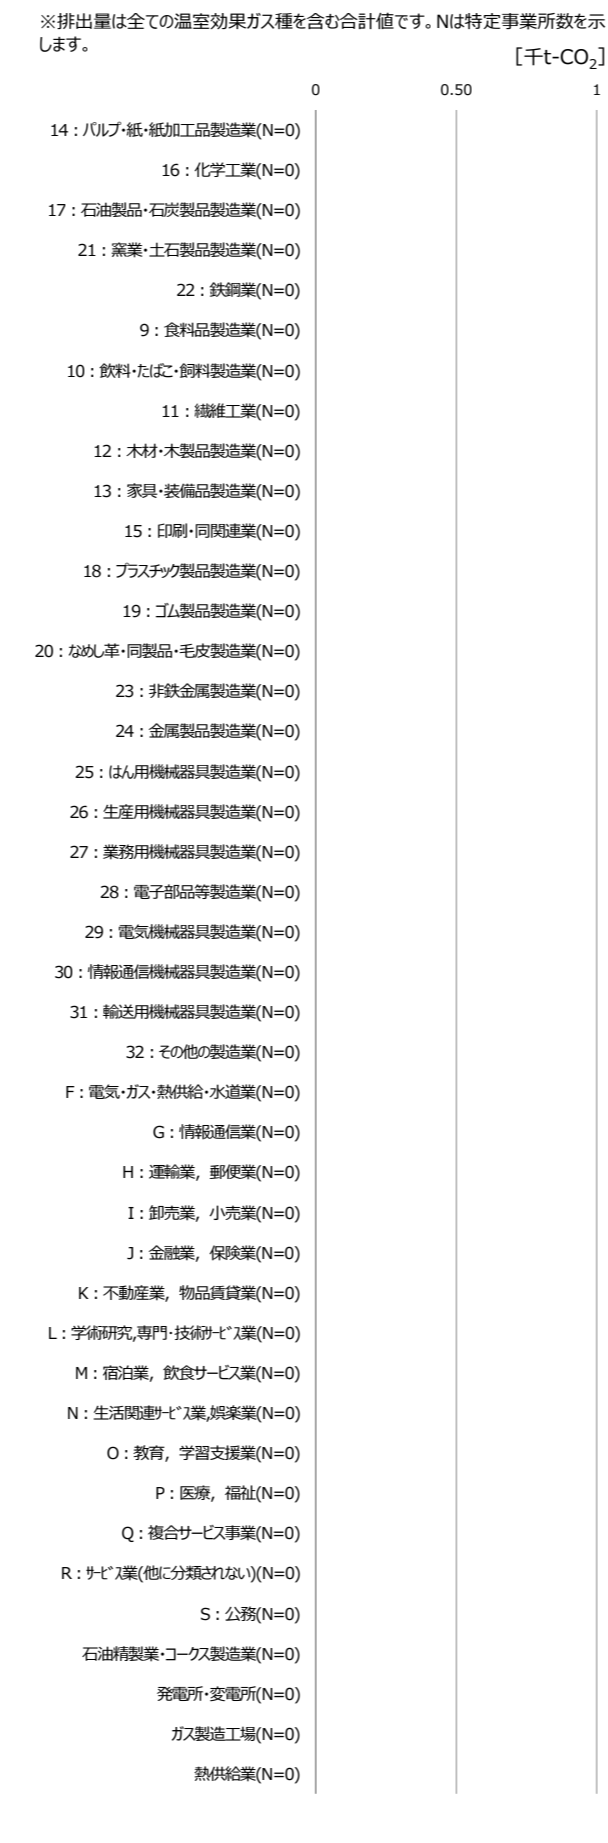 ※排出量は全ての温室効果ガス種を含む合計値です。Nは特定事業所数を示
します。
[千t-CO₂]
0 0.50 1
14：パルプ・紙・紙加工品製造業(N=0)
16：化学工業(N=0)
17：石油製品・石炭製品製造業(N=0)
21：窯業・土石製品製造業(N=0)
22：鉄鋼業(N=0)
9：食料品製造業(N=0)
10：飲料・たばこ・飼料製造業(N=0)
11：繊維工業(N=0)
12：木材・木製品製造業(N=0)
13：家具・装備品製造業(N=0)
15：印刷・同関連業(N=0)
18：プラスチック製品製造業(N=0)
19：ゴム製品製造業(N=0)
20：なめし革・同製品・毛皮製造業(N=0)
23：非鉄金属製造業(N=0)
24：金属製品製造業(N=0)
25：はん用機械器具製造業(N=0)
26：生産用機械器具製造業(N=0)
27：業務用機械器具製造業(N=0)
28：電子部品等製造業(N=0)
29：電気機械器具製造業(N=0)
30：情報通信機械器具製造業(N=0)
31：輸送用機械器具製造業(N=0)
32：その他の製造業(N=0)
F：電気・ガス・熱供給・水道業(N=0)
G：情報通信業(N=0)
H：運輸業，郵便業(N=0)
I：卸売業，小売業(N=0)
J：金融業，保険業(N=0)
K：不動産業，物品賃貸業(N=0)
L：学術研究,専門・技術ｻｰﾋﾞｽ業(N=0)
M：宿泊業，飲食サービス業(N=0)
N：生活関連ｻｰﾋﾞｽ業,娯楽業(N=0)
O：教育，学習支援業(N=0)
P：医療，福祉(N=0)
Q：複合サービス事業(N=0)
R：ｻｰﾋﾞｽ業(他に分類されない)(N=0)
S：公務(N=0)
石油精製業・コークス製造業(N=0)
発電所・変電所(N=0)
ガス製造工場(N=0)
熱供給業(N=0)